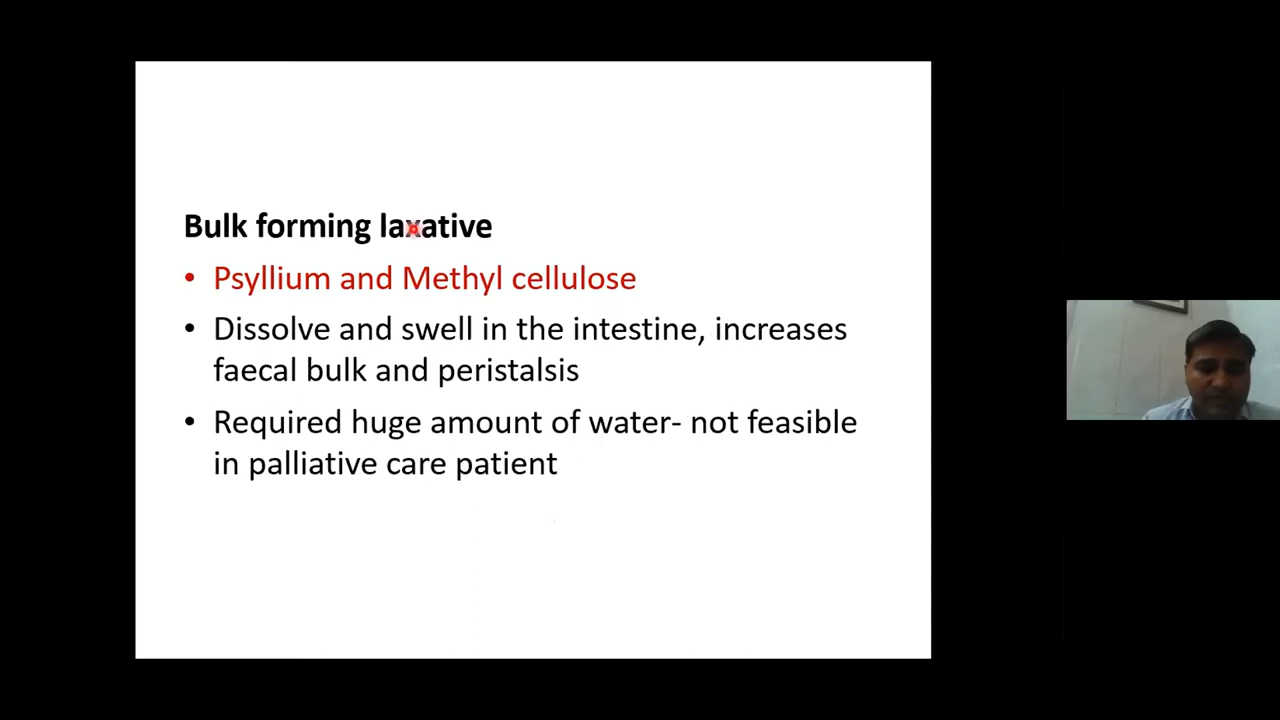 Bulk forming laxative
• Psyllium and Methyl cellulose
• Dissolve and swell in the intestine, increases
faecal bulk and peristalsis
• Required huge amount of water- not feasible
in palliative care patient